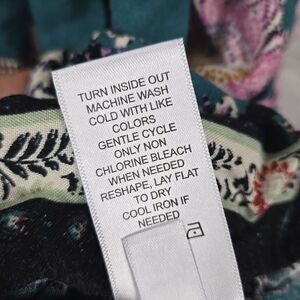 TURN INSIDE OUT
MACHINE WASH
COLD WITH LIKE
COLORS
GENTLE CYCLE
ONLY NON
CHLORINE BLEACH
WHEN NEEDED
RESHAPE, LAY FLAT
TO DRY
COOL IRON IF
NEEDED